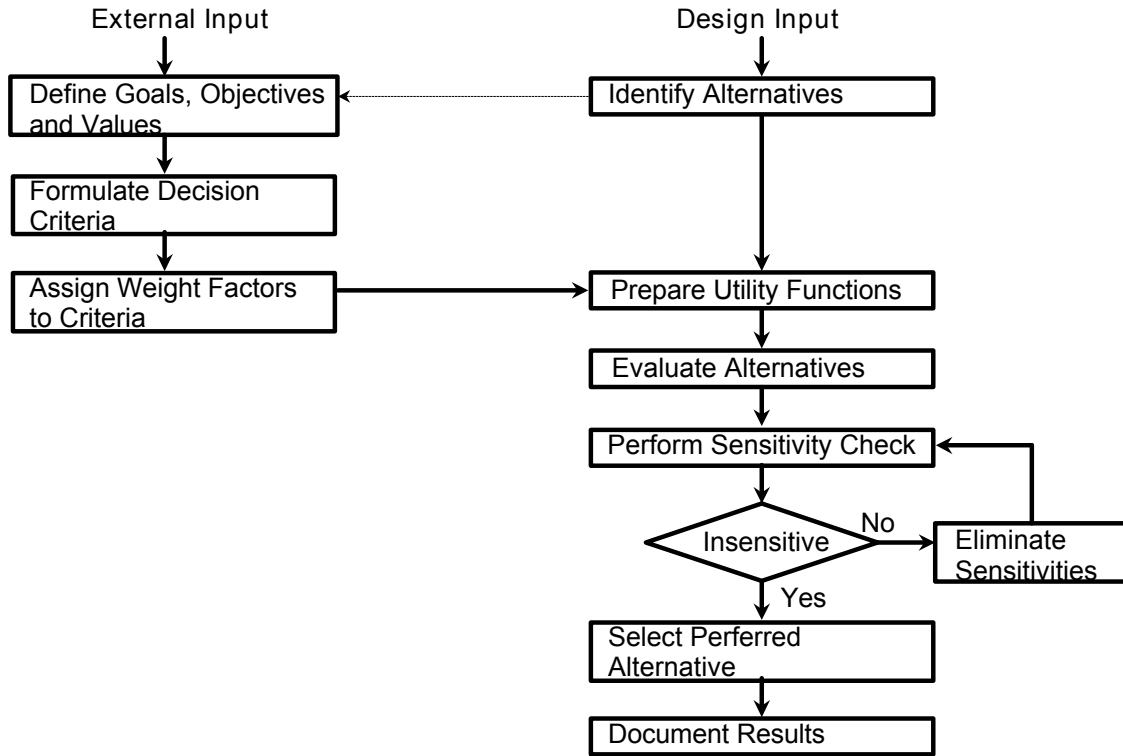 External Input
Design Input
Define Goals, Objectives
and Values
Identify Alternatives
Formulate Decision
Criteria
Assign Weight Factors
to Criteria
Prepare Utility Functions
Evaluate Alternatives
Perform Sensitivity Check
Insensitive
No
Eliminate
Sensitivities
Yes
Select Perferred
Alternative
Document Results